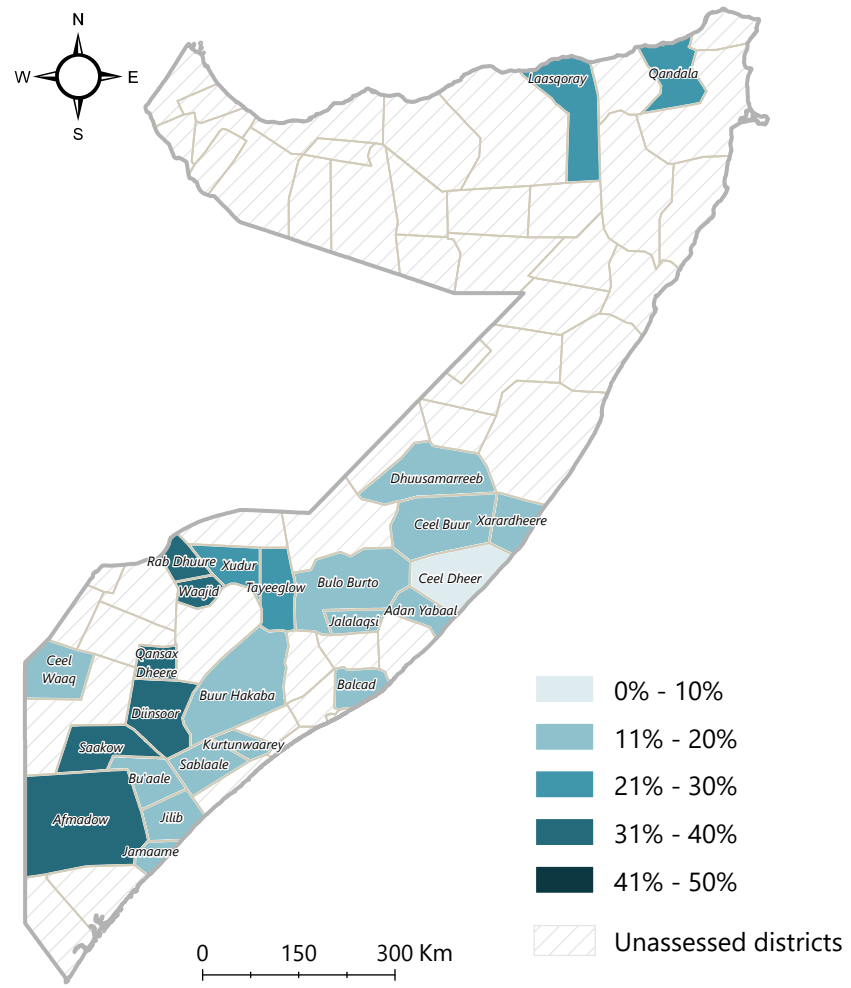 N
W
E
S
Laasqoray
Qandala
Dhuusamarreeb
Ceel Buur
Xarardheere
Rab Dhuure
Xudur
Waajid
Tayeeglow
Bulo Burto
Ceel Dheer
Adan Yabaal
Jalalaqsi
Qansax
Dheere
Ceel
Waaq
Buur Hakaba
Balcad
Diinsoor
Saakow
Kurtunwaarey
Sablaale
Bu'aale
Afmadow
Jilib
Jamaame
0% - 10%
11% - 20%
21% - 30%
31% - 40%
41% - 50%
Unassessed districts
0 150 300 Km